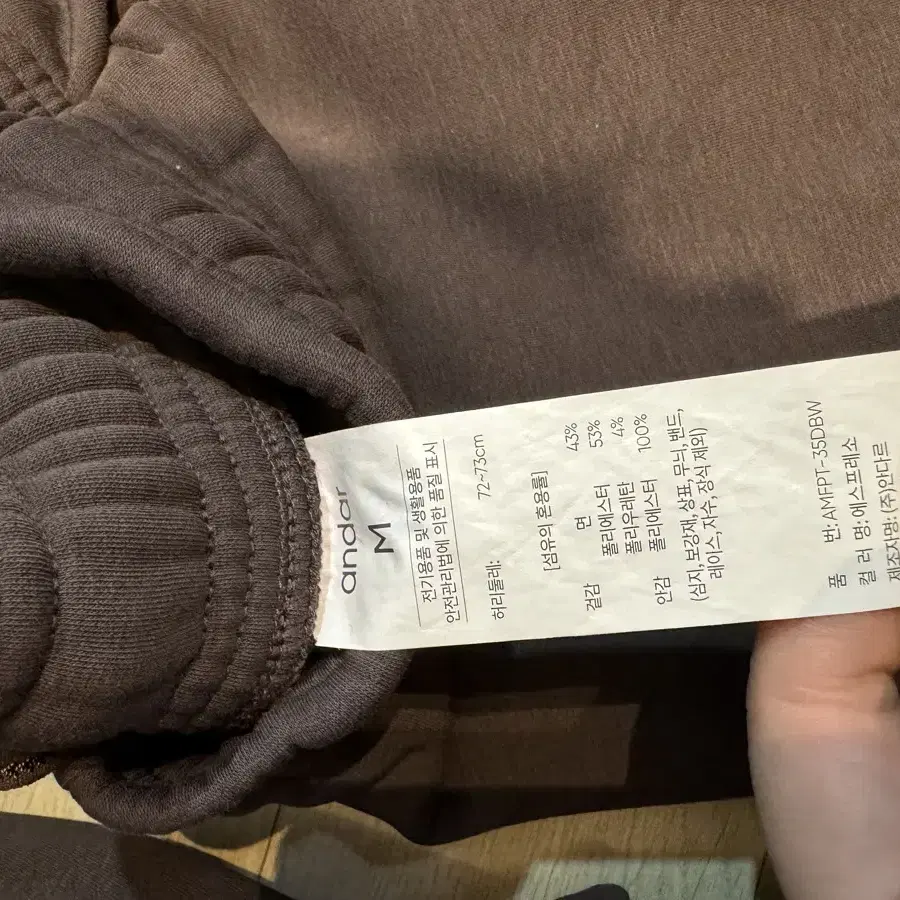 andar
M
전기용품 및 생활용품
안전관리법에 의한 품질 표시
허리둘레: 72~73cm
[섬유의 혼용률]
겉감 면 43%
폴리에스터 53%
폴리우레탄 4%
안감 폴리에스터 100%
(심지, 보강재, 상표, 무늬, 밴드,
레이스, 자수, 장식 제외)
품 번: AMFPT-35DBW
컬 러 명: 에스프레소
제조자명: (주)안다르